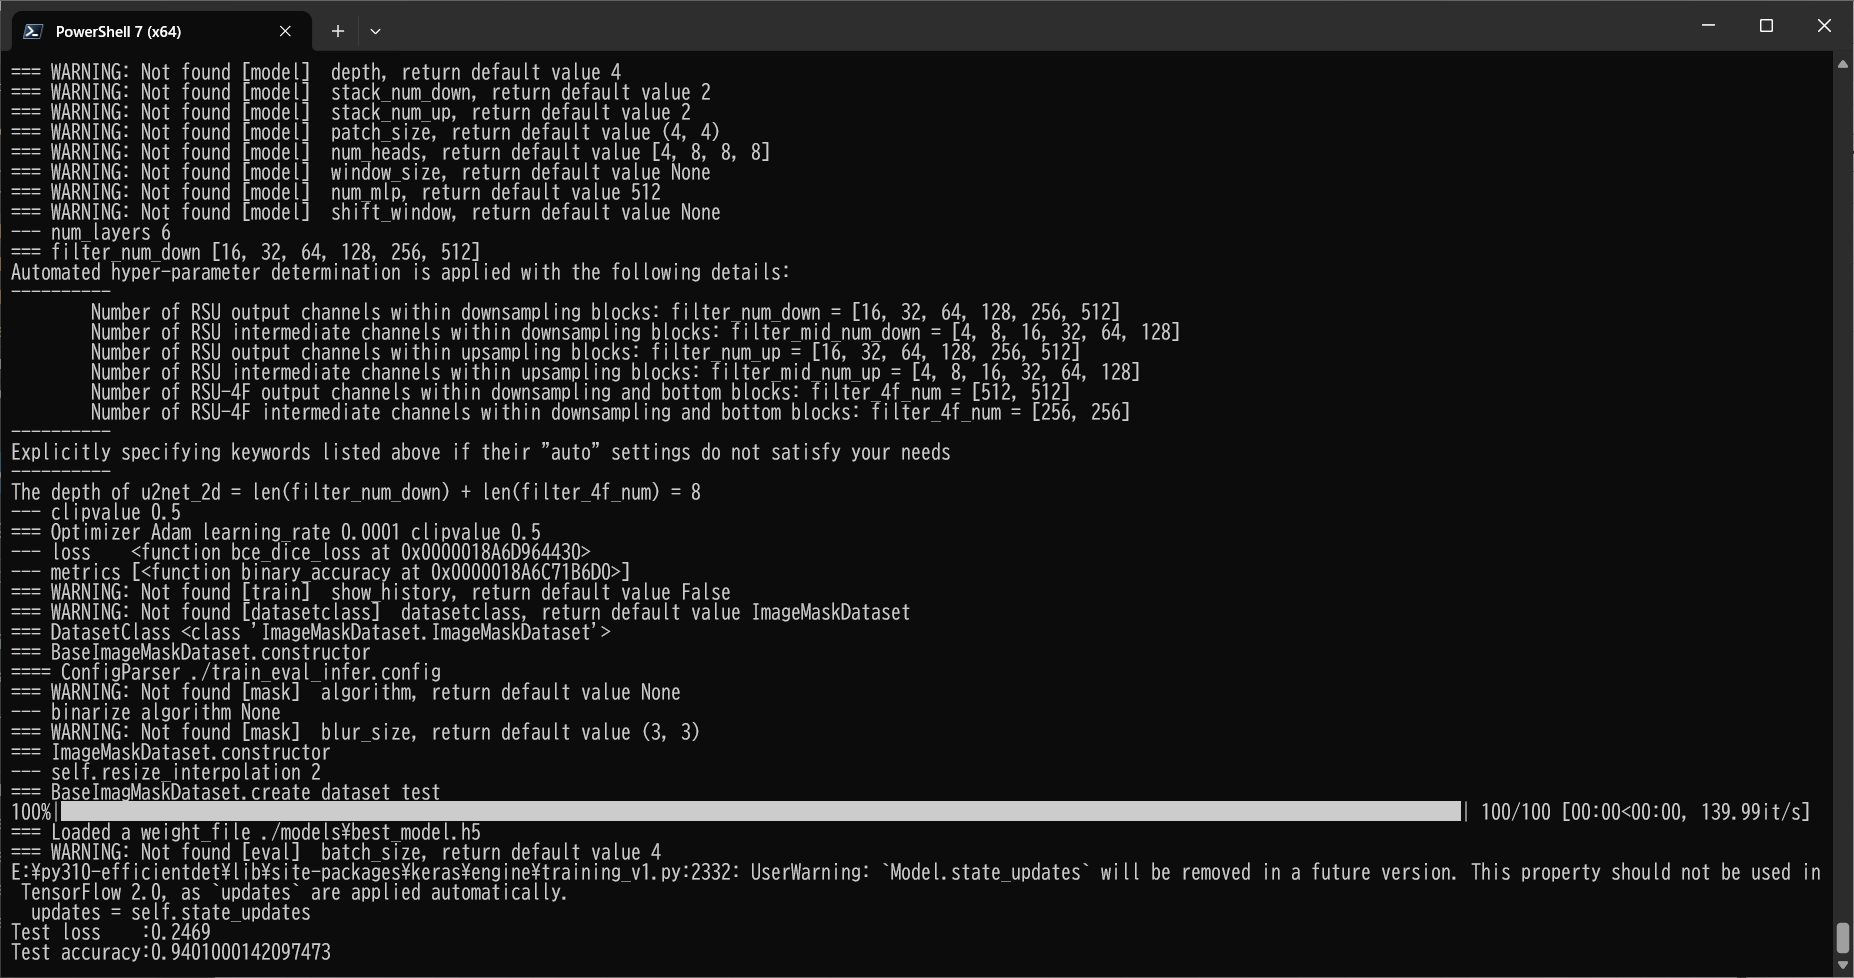 PowerShell 7 (x64)
=== WARNING: Not found [model]  depth, return default value 4
=== WARNING: Not found [model]  stack_num_down, return default value 2
=== WARNING: Not found [model]  stack_num_up, return default value 2
=== WARNING: Not found [model]  patch_size, return default value (4, 4)
=== WARNING: Not found [model]  num_heads, return default value [4, 8, 8, 8]
=== WARNING: Not found [model]  window_size, return default value None
=== WARNING: Not found [model]  num_mlp, return default value 512
=== WARNING: Not found [model]  shift_window, return default value None
--- num_layers 6
=== filter_num_down [16, 32, 64, 128, 256, 512]
Automated hyper-parameter determination is applied with the following details:
----------
        Number of RSU output channels within downsampling blocks: filter_num_down = [16, 32, 64, 128, 256, 512]
        Number of RSU intermediate channels within downsampling blocks: filter_mid_num_down = [4, 8, 16, 32, 64, 128]
        Number of RSU output channels within upsampling blocks: filter_num_up = [16, 32, 64, 128, 256, 512]
        Number of RSU intermediate channels within upsampling blocks: filter_mid_num_up = [4, 8, 16, 32, 64, 128]
        Number of RSU-4F output channels within downsampling and bottom blocks: filter_4f_num = [512, 512]
        Number of RSU-4F intermediate channels within downsampling and bottom blocks: filter_4f_num = [256, 256]
----------
Explicitly specifying keywords listed above if their "auto" settings do not satisfy your needs
----------
The depth of u2net_2d = len(filter_num_down) + len(filter_4f_num) = 8
--- clipvalue 0.5
=== Optimizer Adam learning_rate 0.0001 clipvalue 0.5
--- loss    <function bce_dice_loss at 0x0000018A6D964430>
--- metrics [<function binary_accuracy at 0x0000018A6C71B6D0>]
=== WARNING: Not found [train]  show_history, return default value False
=== WARNING: Not found [datasetclass]  datasetclass, return default value ImageMaskDataset
=== DatasetClass <class 'ImageMaskDataset.ImageMaskDataset'>
=== BaseImageMaskDataset.constructor
==== ConfigParser ./train_eval_infer.config
=== WARNING: Not found [mask]  algorithm, return default value None
--- binarize algorithm None
=== WARNING: Not found [mask]  blur_size, return default value (3, 3)
=== ImageMaskDataset.constructor
--- self.resize_interpolation 2
=== BaseImagMaskDataset.create dataset test
100%| | 100/100 [00:00<00:00, 139.99it/s]
=== Loaded a weight_file ./models¥best_model.h5
=== WARNING: Not found [eval]  batch_size, return default value 4
E:¥py310-efficientdet¥lib¥site-packages¥keras¥engine¥training_v1.py:2332: UserWarning: `Model.state_updates` will be removed in a future version. This property should not be used in
 TensorFlow 2.0, as `updates` are applied automatically.
  updates = self.state_updates
Test loss    :0.2469
Test accuracy:0.9401000142097473